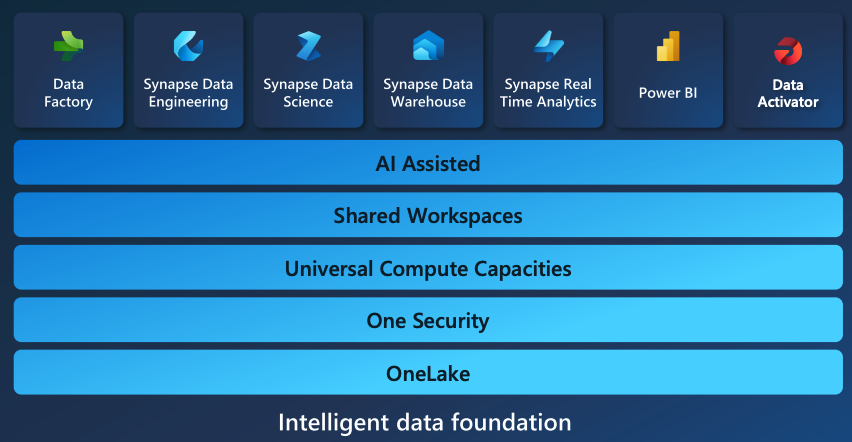 Data
Factory
Synapse Data
Engineering
Synapse Data
Science
Synapse Data
Warehouse
Synapse Real
Time Analytics
Power BI
Data
Activator
AI Assisted
Shared Workspaces
Universal Compute Capacities
One Security
OneLake
Intelligent data foundation